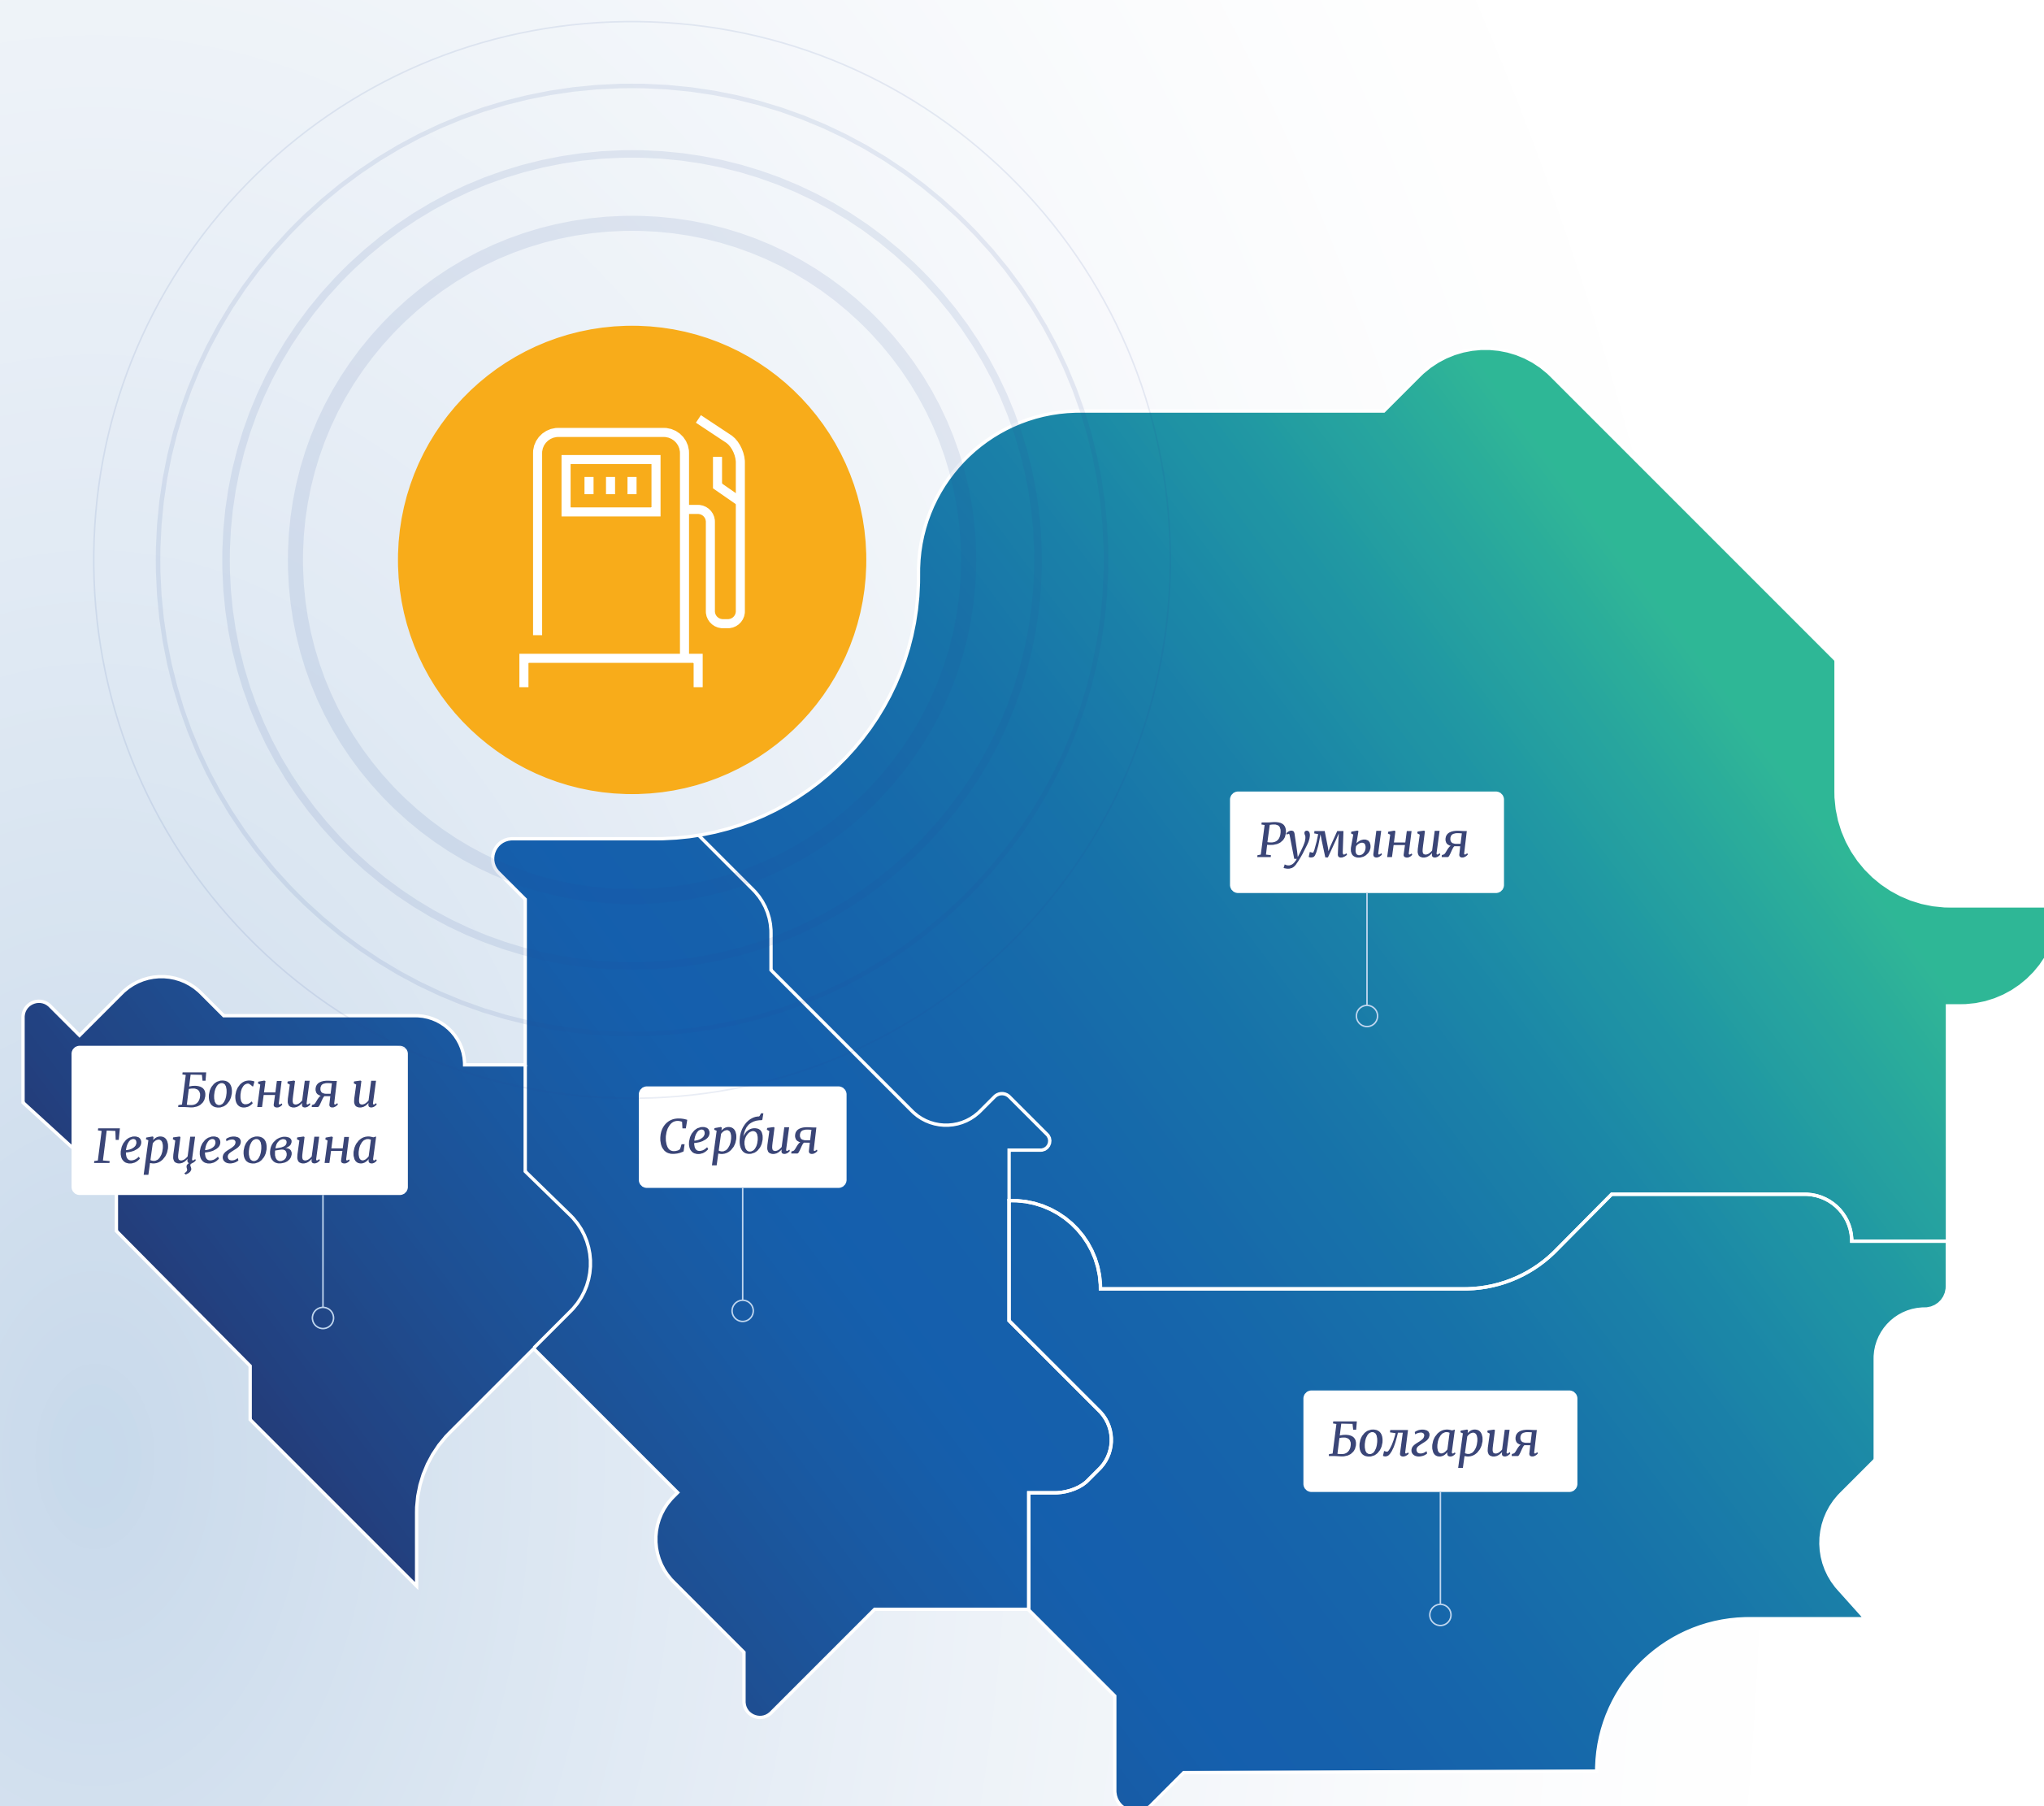 Румыния
Босния и
Герцеговина
Сербия
Болгария